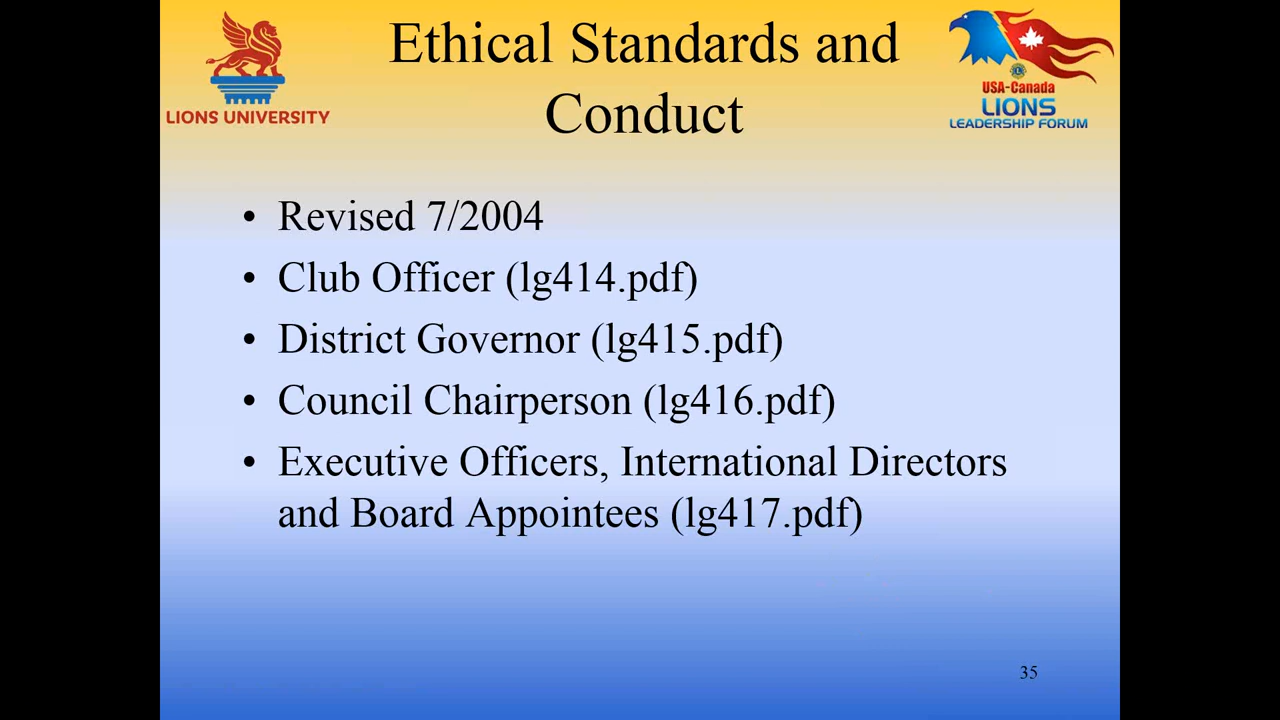 Ethical Standards and
Conduct
LIONS UNIVERSITY
USA-Canada
LIONS
LEADERSHIP FORUM
• Revised 7/2004
• Club Officer (lg414.pdf)
• District Governor (lg415.pdf)
• Council Chairperson (lg416.pdf)
• Executive Officers, International Directors
and Board Appointees (lg417.pdf)
35